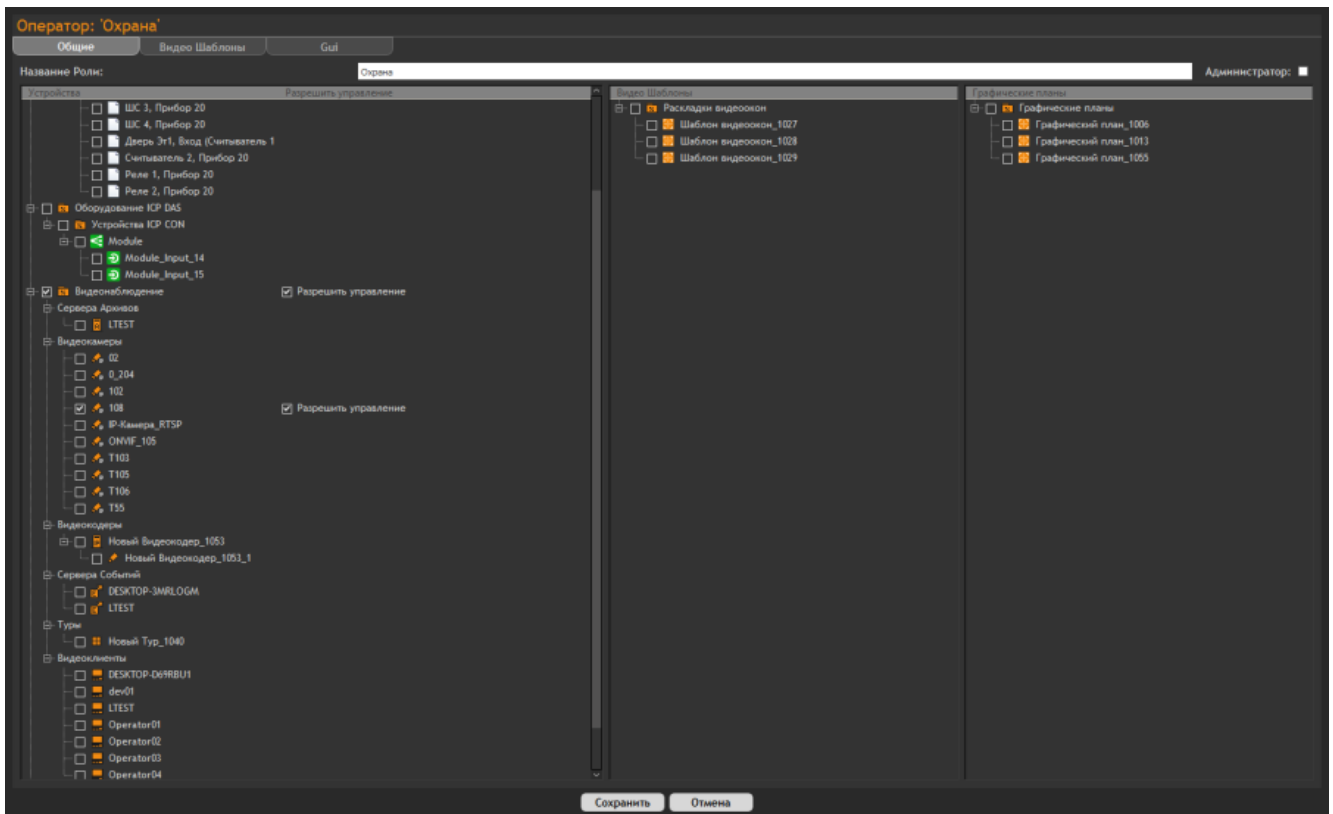 Оператор: 'Охрана'
Общие Видео Шаблоны Gui
Название Роли: Охрана Администратор:
Устройства Разрешить управление
ШС 3, Прибор 20
ШС 4, Прибор 20
Дверь Эт1, Вход (Считыватель 1
Считыватель 2, Прибор 20
Реле 1, Прибор 20
Реле 2, Прибор 20
Оборудование ICP DAS
Устройства ICP CON
Module
Module_Input_14
Module_Input_15
Видеонаблюдение Разрешить управление
Сервера Архивов
LTEST
Видеокамеры
02
0_204
102
108 Разрешить управление
IP-Камера_RTSP
ONVIF_105
T103
T105
T106
T55
Видеокодеры
Новый Видеокодер_1053
Новый Видеокодер_1053_1
Сервера Событий
DESKTOP-3MRLOGM
LTEST
Туры
Новый Тур_1040
Видеоклиенты
DESKTOP-D69RBU1
dev01
LTEST
Operator01
Operator02
Operator03
Operator04
Видео Шаблоны
Раскладки видеоокон
Шаблон видеоокон_1027
Шаблон видеоокон_1028
Шаблон видеоокон_1029
Графические планы
Графические планы
Графический план_1006
Графический план_1013
Графический план_1055
Сохранить Отмена